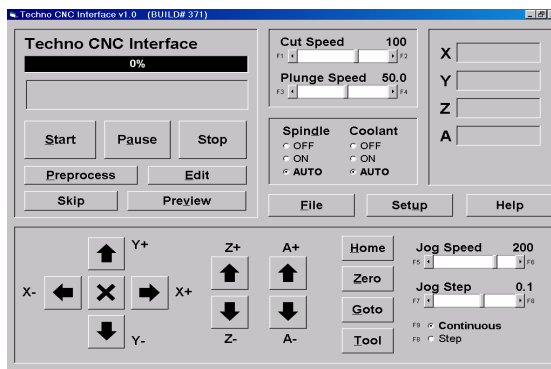 Techno CNC Interface v1.0 (BUILD# 371)
Techno CNC Interface
0%
Start Pause Stop
Preprocess Edit
Skip Preview
Cut Speed 100
F1 F2
Plunge Speed 50.0
F3 F4
Spindle Coolant
OFF OFF
ON ON
AUTO AUTO
X
Y
Z
A
File Setup Help
Y+
X- X+
Y-
Z+ A+
Z- A-
Home
Zero
Goto
Tool
Jog Speed 200
F5 F6
Jog Step 0.1
F7 F8
F9 Continuous
F8 Step